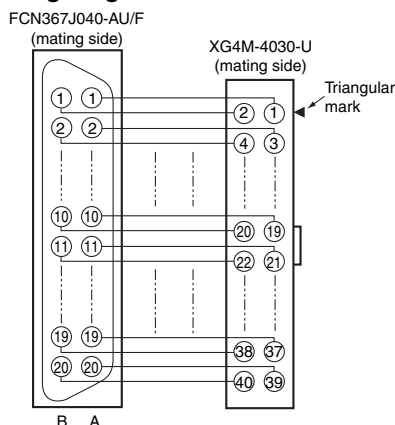 FCN367J040-AU/F
(mating side)
XG4M-4030-U
(mating side)
Triangular
mark
1 1
2 1
2 2
4 3
10 10
20 19
11 11
22 21
19 19
38 37
20 20
40 39
B A